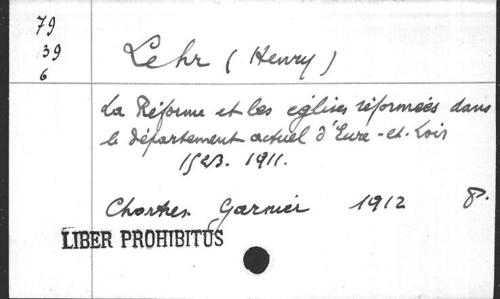 79
39
6
Lehr (Henry)
La Réforme et les églises réformées dans
le département actuel d'Eure-et-Loir
1523-1911.
Chartres Garnier 1912 8º.
LIBER PROHIBITUS